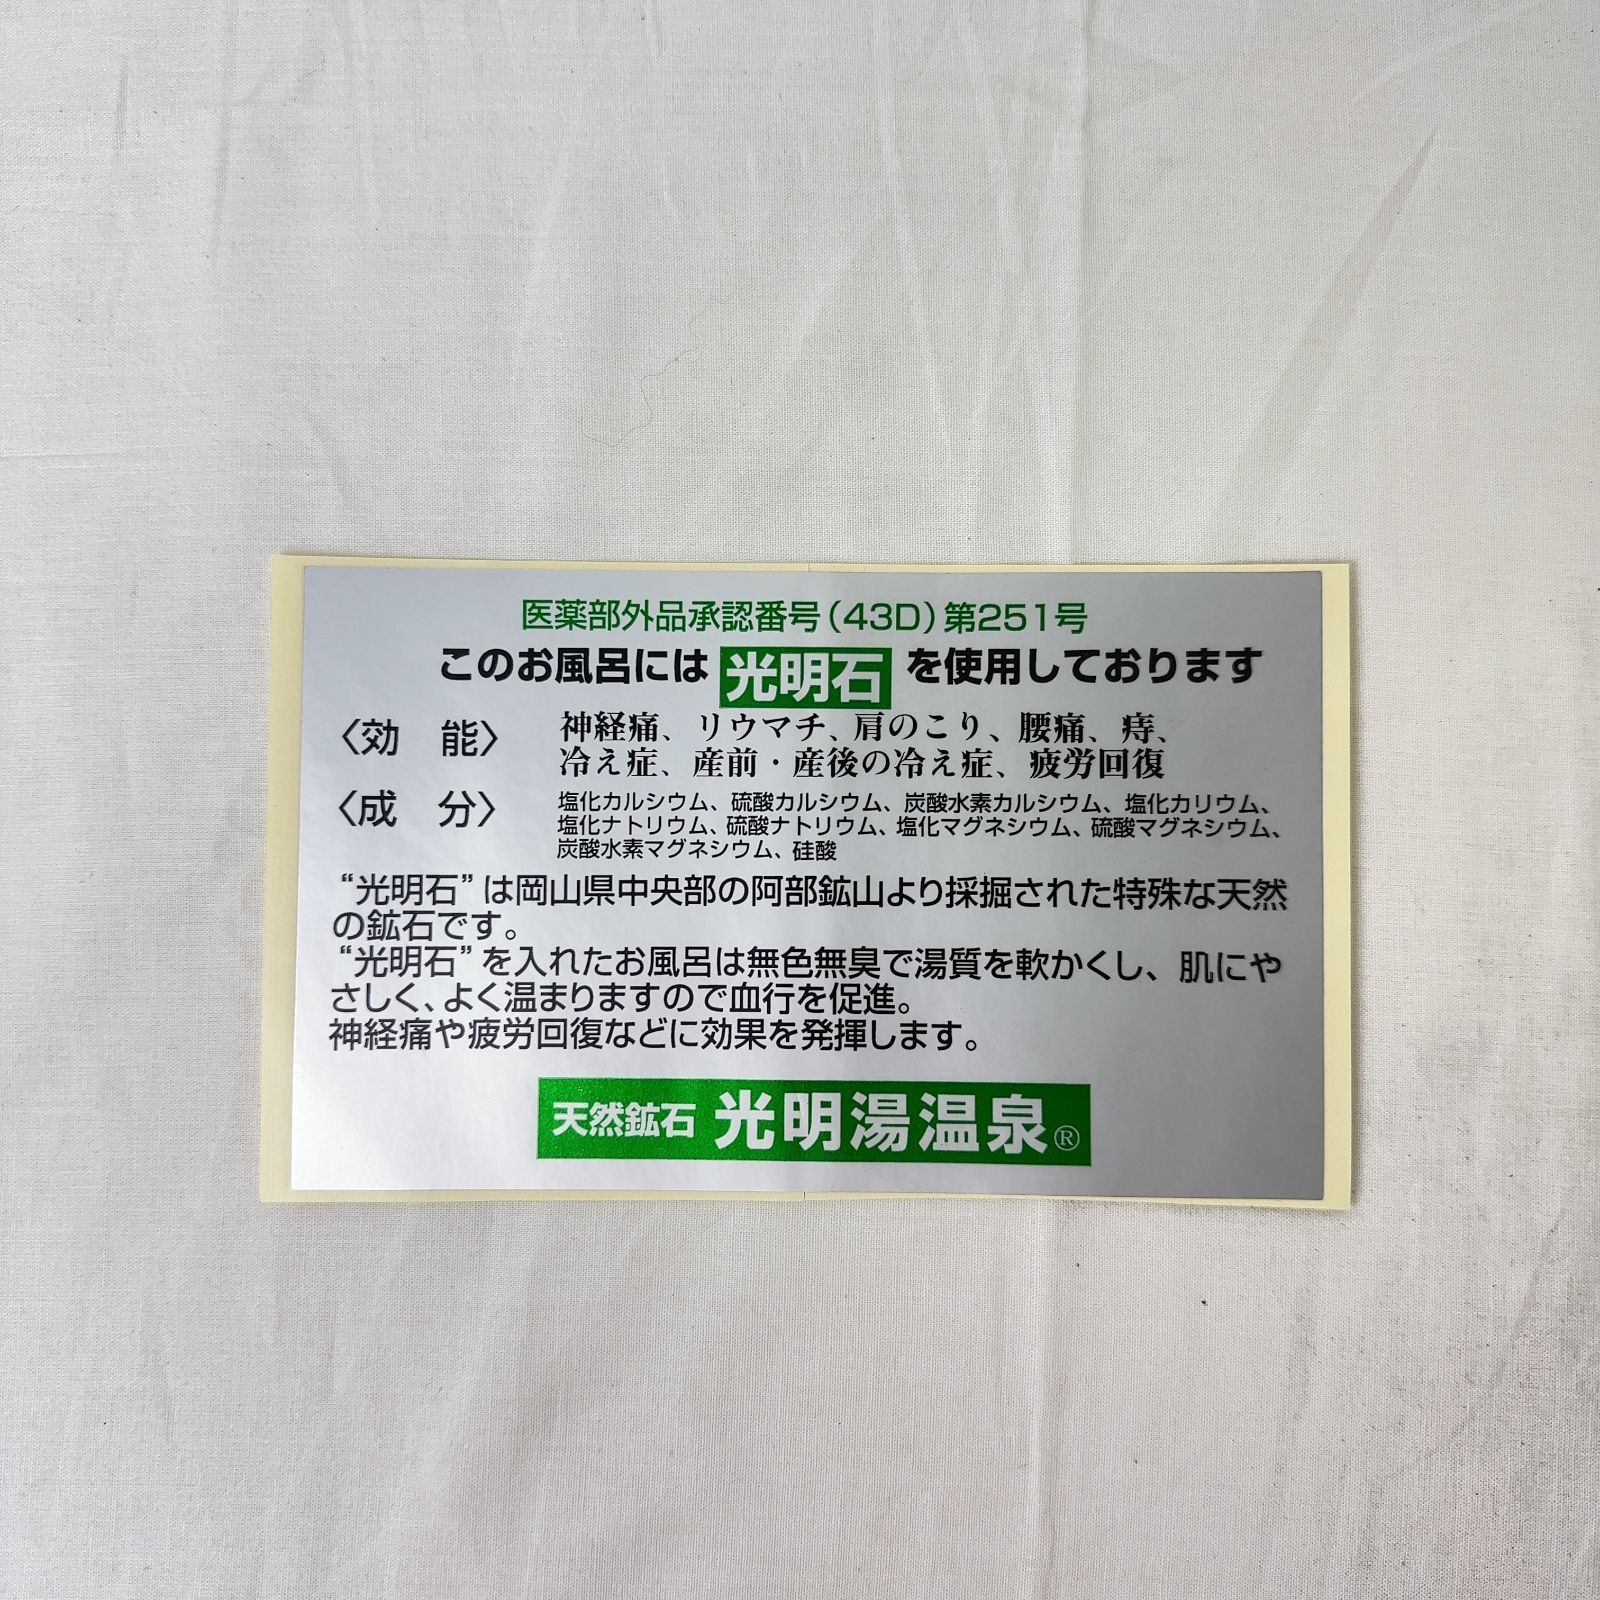 医薬部外品承認番号(43D)第251号
このお風呂には 光明石 を使用しております
〈効 能〉 神経痛、リウマチ、肩のこり、腰痛、痔、
冷え症、産前・産後の冷え症、疲労回復
〈成 分〉 塩化カルシウム、硫酸カルシウム、炭酸水素カルシウム、塩化カリウム、
塩化ナトリウム、硫酸ナトリウム、塩化マグネシウム、硫酸マグネシウム、
炭酸水素マグネシウム、硅酸
“光明石”は岡山県中央部の阿部鉱山より採掘された特殊な天然
の鉱石です。
“光明石”を入れたお風呂は無色無臭で湯質を軟かくし、肌にや
さしく、よく温まりますので血行を促進。
神経痛や疲労回復などに効果を発揮します。
天然鉱石 光明湯温泉®